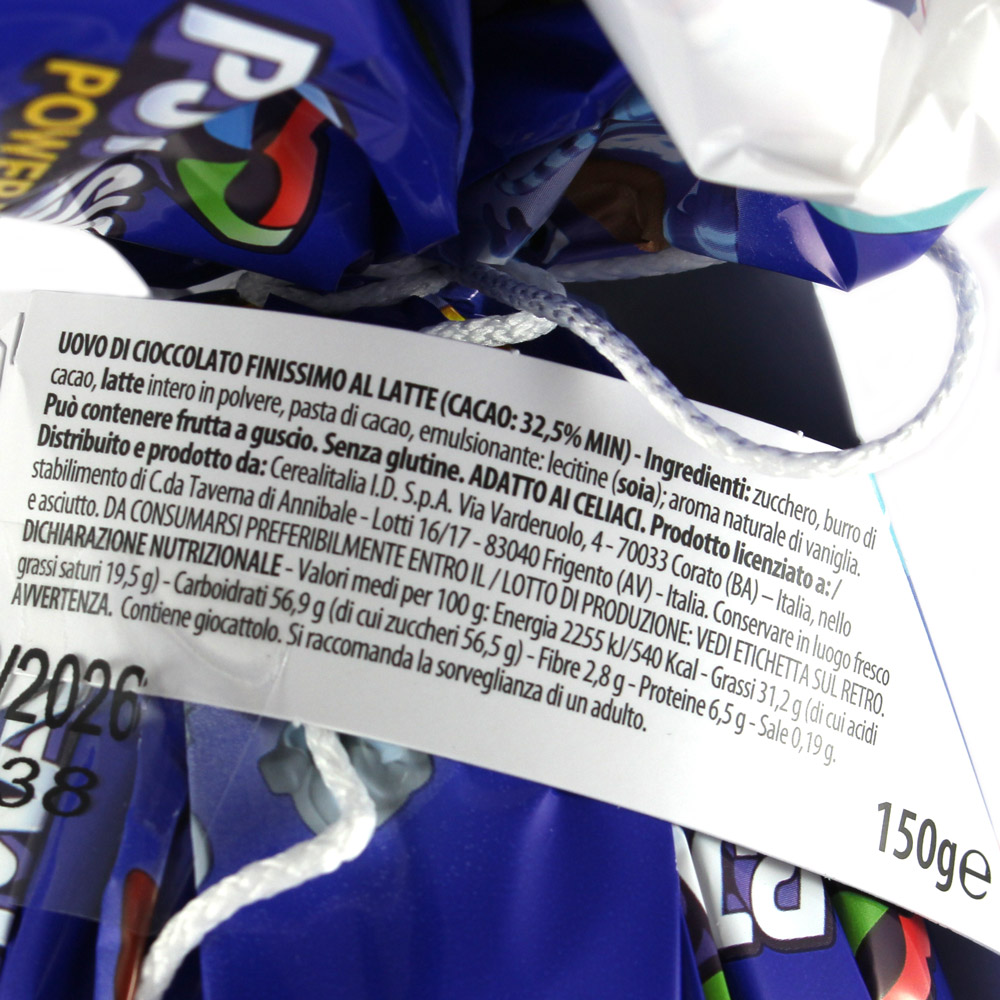 POWER
UOVO DI CIOCCOLATO FINISSIMO AL LATTE (CACAO: 32,5% MIN) - Ingredienti: zucchero, burro di
cacao, latte intero in polvere, pasta di cacao, emulsionante: lecitine (soia); aroma naturale di vaniglia.
Può contenere frutta a guscio. Senza glutine. ADATTO AI CELIACI. Prodotto licenziato a: /
Distribuito e prodotto da: Cerealitalia I.D. S.p.A. Via Varderuolo, 4 - 70033 Corato (BA) – Italia, nello
stabilimento di C.da Taverna di Annibale - Lotti 16/17 - 83040 Frigento (AV) - Italia. Conservare in luogo fresco
e asciutto. DA CONSUMARSI PREFERIBILMENTE ENTRO IL / LOTTO DI PRODUZIONE: VEDI ETICHETTA SUL RETRO.
DICHIARAZIONE NUTRIZIONALE - Valori medi per 100 g: Energia 2255 kJ/540 Kcal - Grassi 31,2 g (di cui acidi
grassi saturi 19,5 g) - Carboidrati 56,9 g (di cui zuccheri 56,5 g) - Fibre 2,8 g - Proteine 6,5 g - Sale 0,19 g.
AVVERTENZA. Contiene giocattolo. Si raccomanda la sorveglianza di un adulto.
/2026
38
150g℮